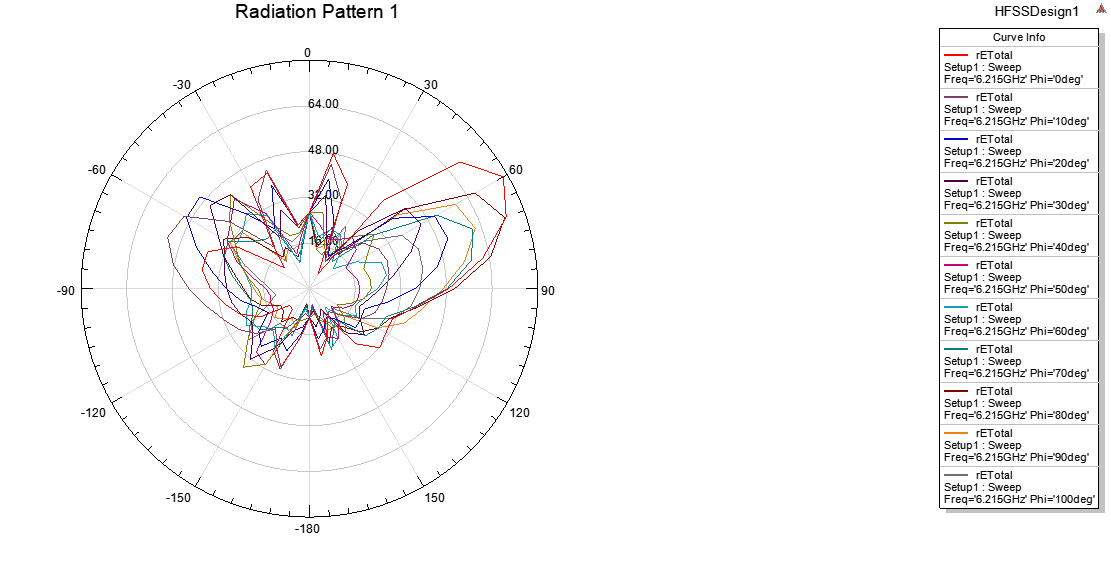 Radiation Pattern 1
HFSSDesign1
Curve Info
rETotal
Setup1 : Sweep
Freq='6.215GHz' Phi='0deg'
rETotal
Setup1 : Sweep
Freq='6.215GHz' Phi='10deg'
rETotal
Setup1 : Sweep
Freq='6.215GHz' Phi='20deg'
rETotal
Setup1 : Sweep
Freq='6.215GHz' Phi='30deg'
rETotal
Setup1 : Sweep
Freq='6.215GHz' Phi='40deg'
rETotal
Setup1 : Sweep
Freq='6.215GHz' Phi='50deg'
rETotal
Setup1 : Sweep
Freq='6.215GHz' Phi='60deg'
rETotal
Setup1 : Sweep
Freq='6.215GHz' Phi='70deg'
rETotal
Setup1 : Sweep
Freq='6.215GHz' Phi='80deg'
rETotal
Setup1 : Sweep
Freq='6.215GHz' Phi='90deg'
rETotal
Setup1 : Sweep
Freq='6.215GHz' Phi='100deg'
0
-30
30
64.00
48.00
-60
60
32.00
16.00
-90
90
-120
120
-150
150
-180